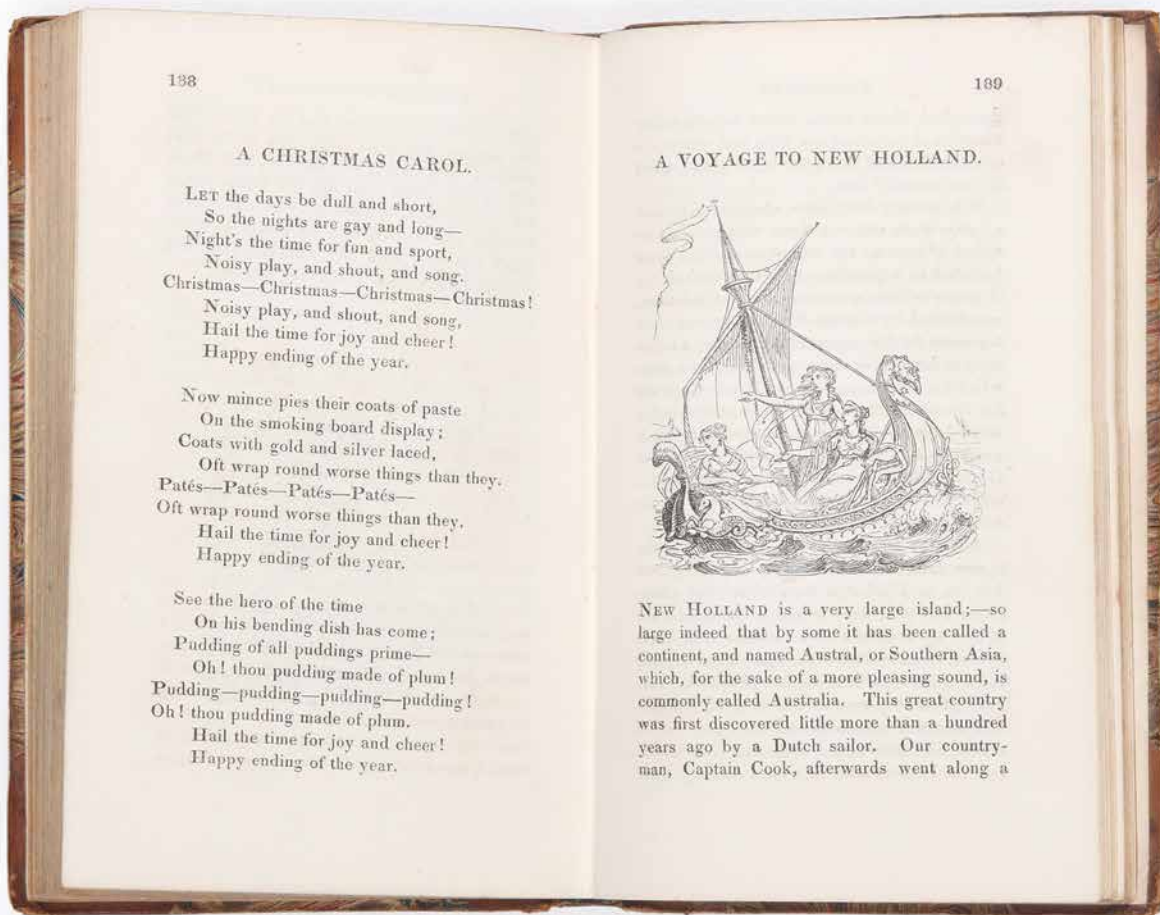 188
A CHRISTMAS CAROL.
LET the days be dull and short,
So the nights are gay and long—
Night's the time for fun and sport,
Noisy play, and shout, and song.
Christmas—Christmas—Christmas—Christmas!
Noisy play, and shout, and song,
Hail the time for joy and cheer!
Happy ending of the year.
Now mince pies their coats of paste
On the smoking board display;
Coats with gold and silver laced,
Oft wrap round worse things than they.
Patés—Patés—Patés—Patés—
Oft wrap round worse things than they.
Hail the time for joy and cheer!
Happy ending of the year.
See the hero of the time
On his bending dish has come;
Pudding of all puddings prime—
Oh! thou pudding made of plum!
Pudding—pudding—pudding—pudding!
Oh! thou pudding made of plum.
Hail the time for joy and cheer!
Happy ending of the year.
189
A VOYAGE TO NEW HOLLAND.
NEW HOLLAND is a very large island;—so
large indeed that by some it has been called a
continent, and named Austral, or Southern Asia,
which, for the sake of a more pleasing sound, is
commonly called Australia. This great country
was first discovered little more than a hundred
years ago by a Dutch sailor. Our country-
man, Captain Cook, afterwards went along a